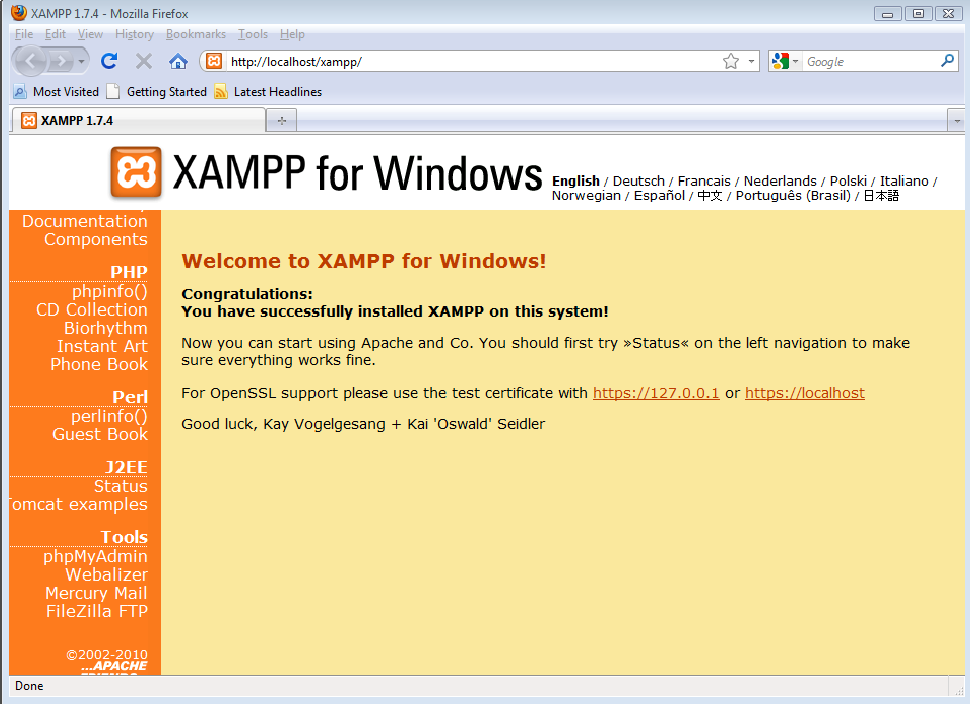 XAMPP 1.7.4 - Mozilla Firefox
File Edit View History Bookmarks Tools Help
http://localhost/xampp/ Google
Most Visited Getting Started Latest Headlines
XAMPP 1.7.4
XAMPP for Windows
English / Deutsch / Francais / Nederlands / Polski / Italiano /
Norwegian / Español / 中文 / Português (Brasil) / 日本語
Documentation
Components
PHP
phpinfo()
CD Collection
Biorhythm
Instant Art
Phone Book
Perl
perlinfo()
Guest Book
J2EE
Status
Tomcat examples
Tools
phpMyAdmin
Webalizer
Mercury Mail
FileZilla FTP
©2002-2010
...APACHE
FRIENDS...
Welcome to XAMPP for Windows!
Congratulations:
You have successfully installed XAMPP on this system!
Now you can start using Apache and Co. You should first try »Status« on the left navigation to make
sure everything works fine.
For OpenSSL support please use the test certificate with https://127.0.0.1 or https://localhost
Good luck, Kay Vogelgesang + Kai 'Oswald' Seidler
Done